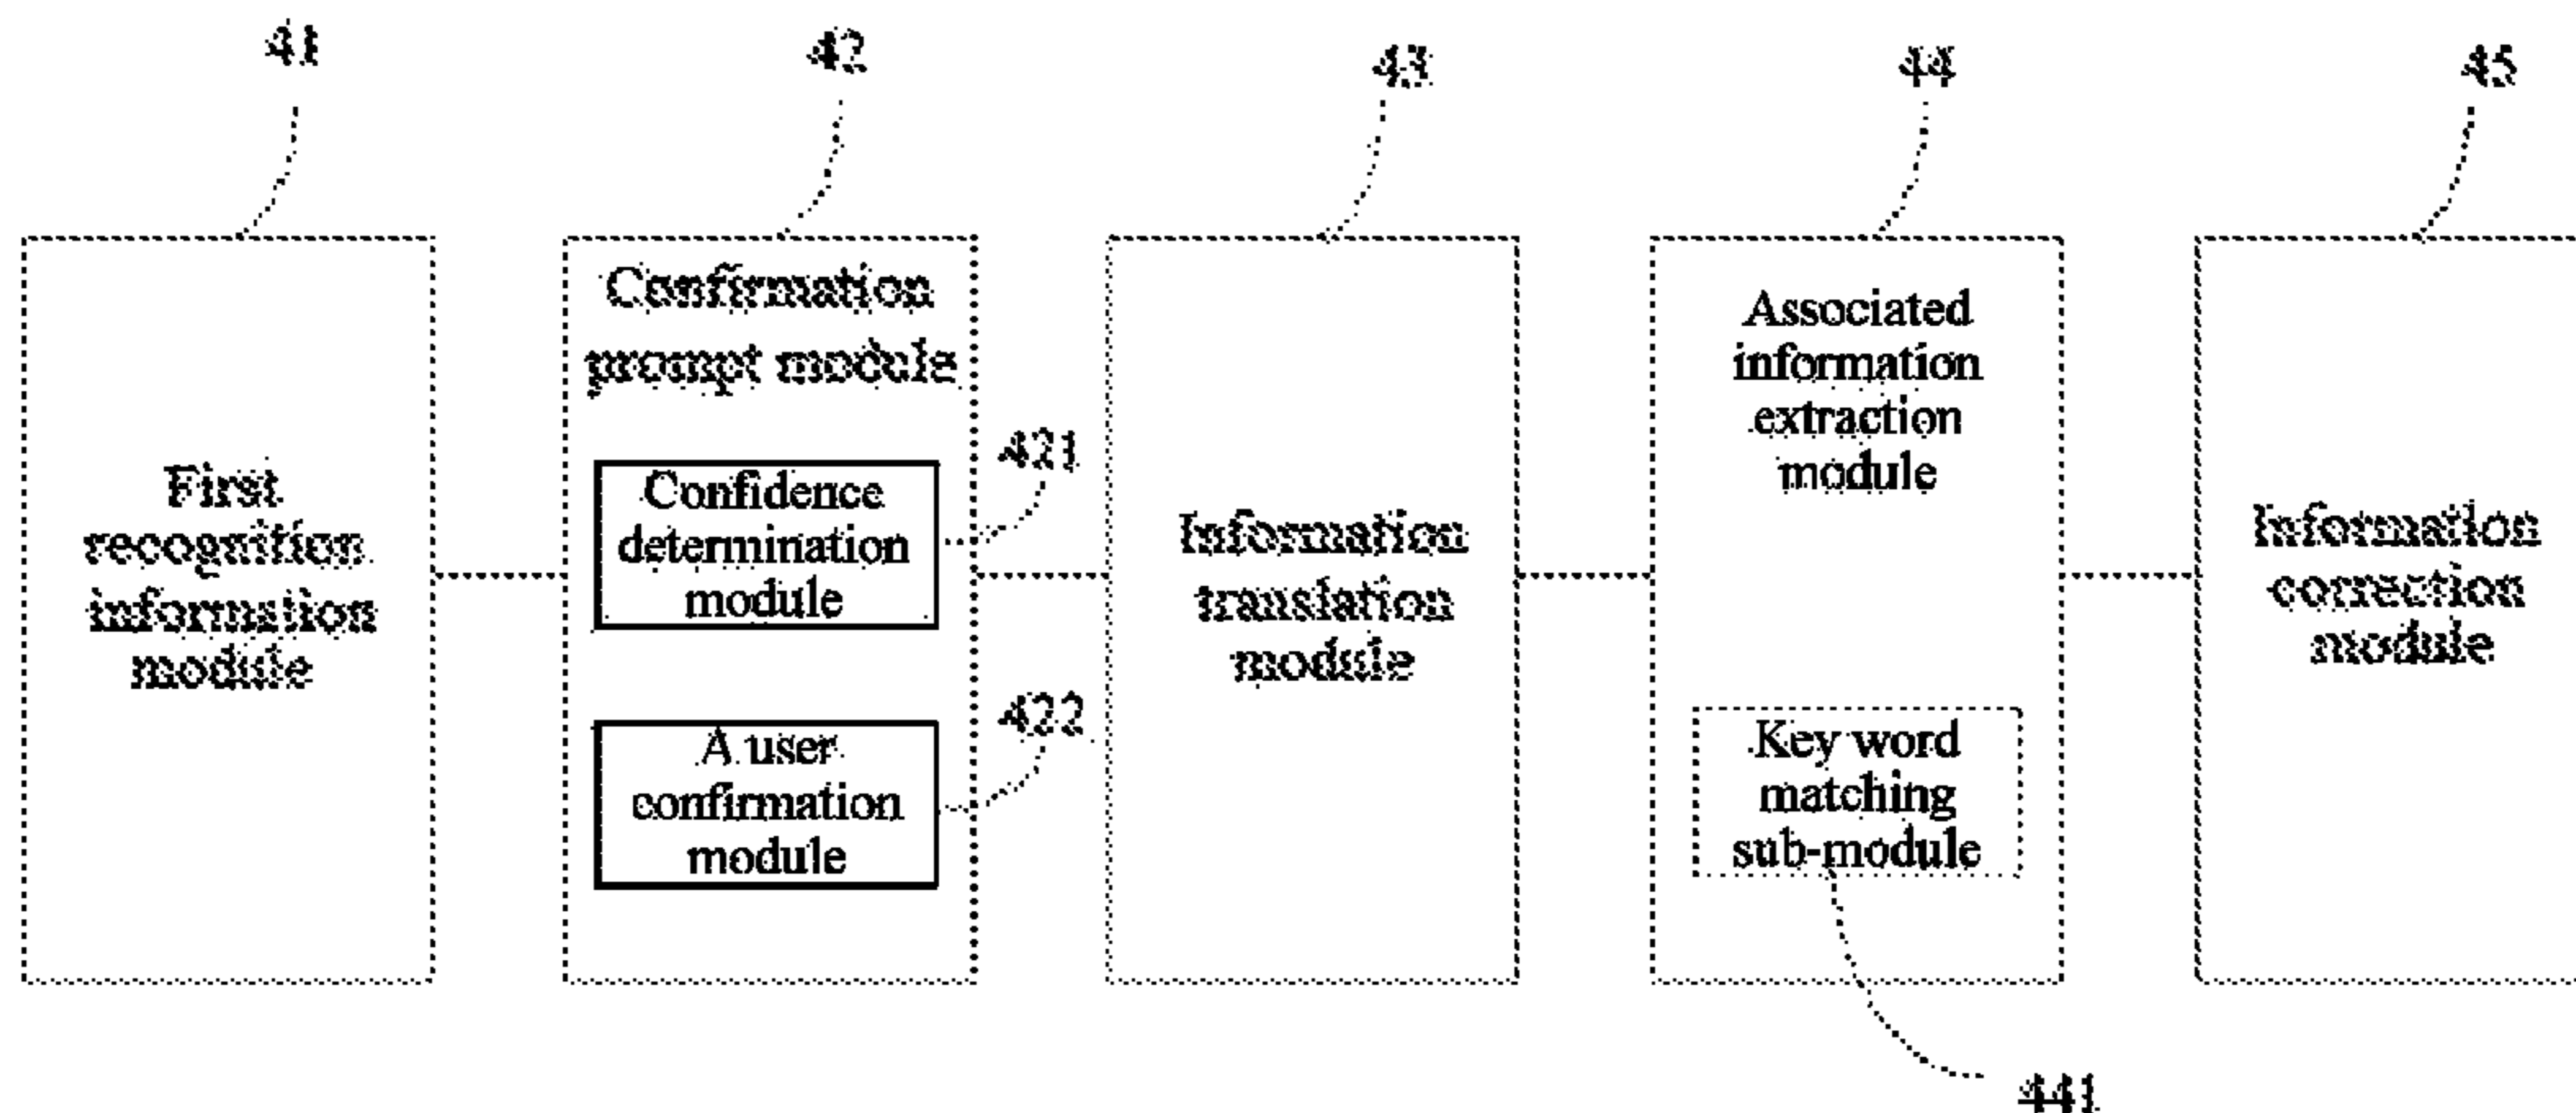 41
42
43
44
45
First
recognition
information
module
Confirmation
prompt module
421
Confidence
determination
module
422
A user
confirmation
module
Information
translation
module
Associated
information
extraction
module
Key word
matching
sub-module
441
Information
correction
module